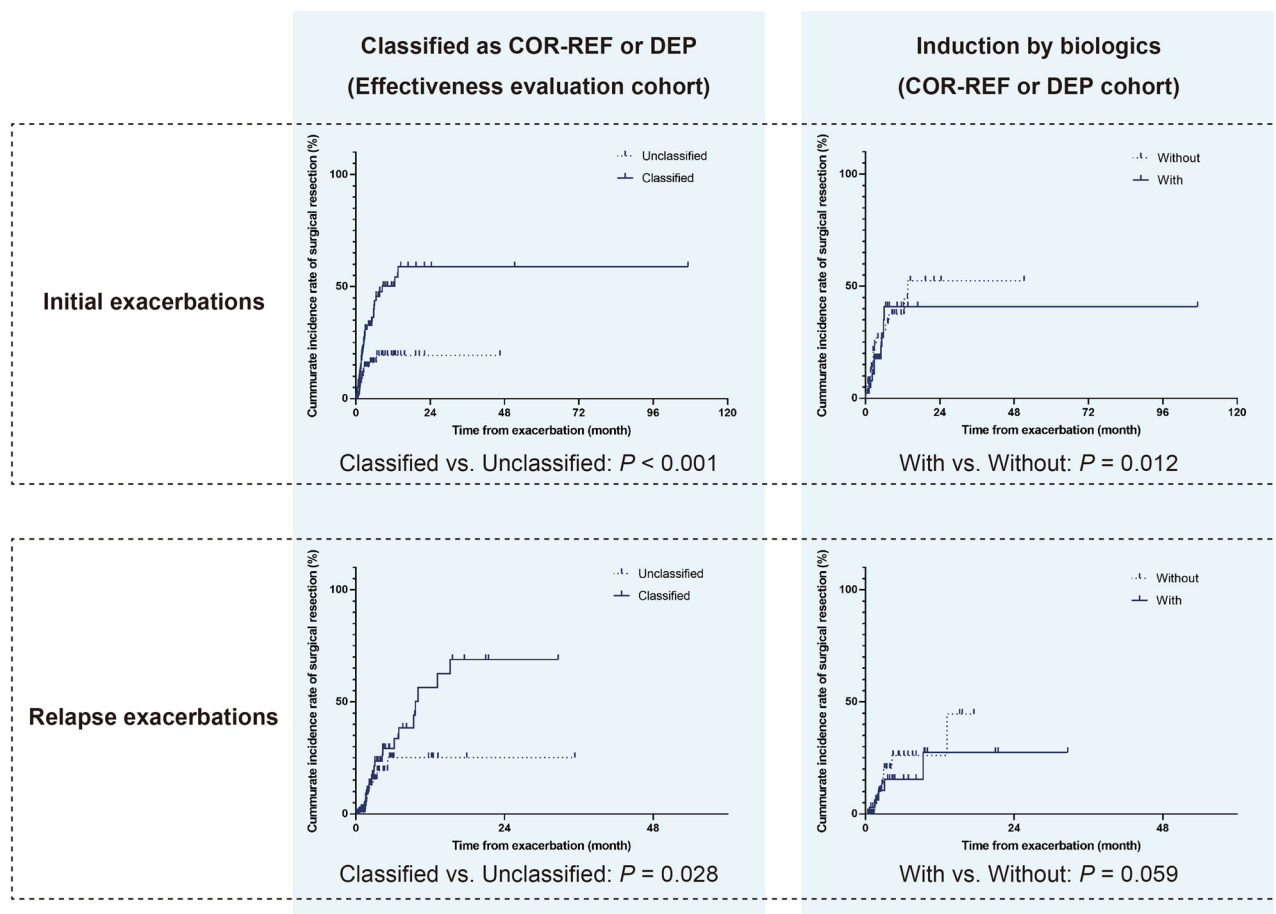 Classified as COR-REF or DEP
(Effectiveness evaluation cohort)
Induction by biologics
(COR-REF or DEP cohort)
Initial exacerbations
Cummurate incidence rate of surgical resection (%)
100
50
0
Unclassified
Classified
0 24 48 72 96 120
Time from exacerbation (month)
Classified vs. Unclassified: P < 0.001
Cummurate incidence rate of surgical resection (%)
100
50
0
Without
With
0 24 48 72 96 120
Time from exacerbation (month)
With vs. Without: P = 0.012
Relapse exacerbations
Cummurate incidence rate of surgical resection (%)
100
50
0
Unclassified
Classified
0 24 48
Time from exacerbation (month)
Classified vs. Unclassified: P = 0.028
Cummurate incidence rate of surgical resection (%)
100
50
0
Without
With
0 24 48
Time from exacerbation (month)
With vs. Without: P = 0.059